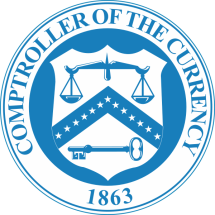 COMPTROLLER OF THE CURRENCY
1863